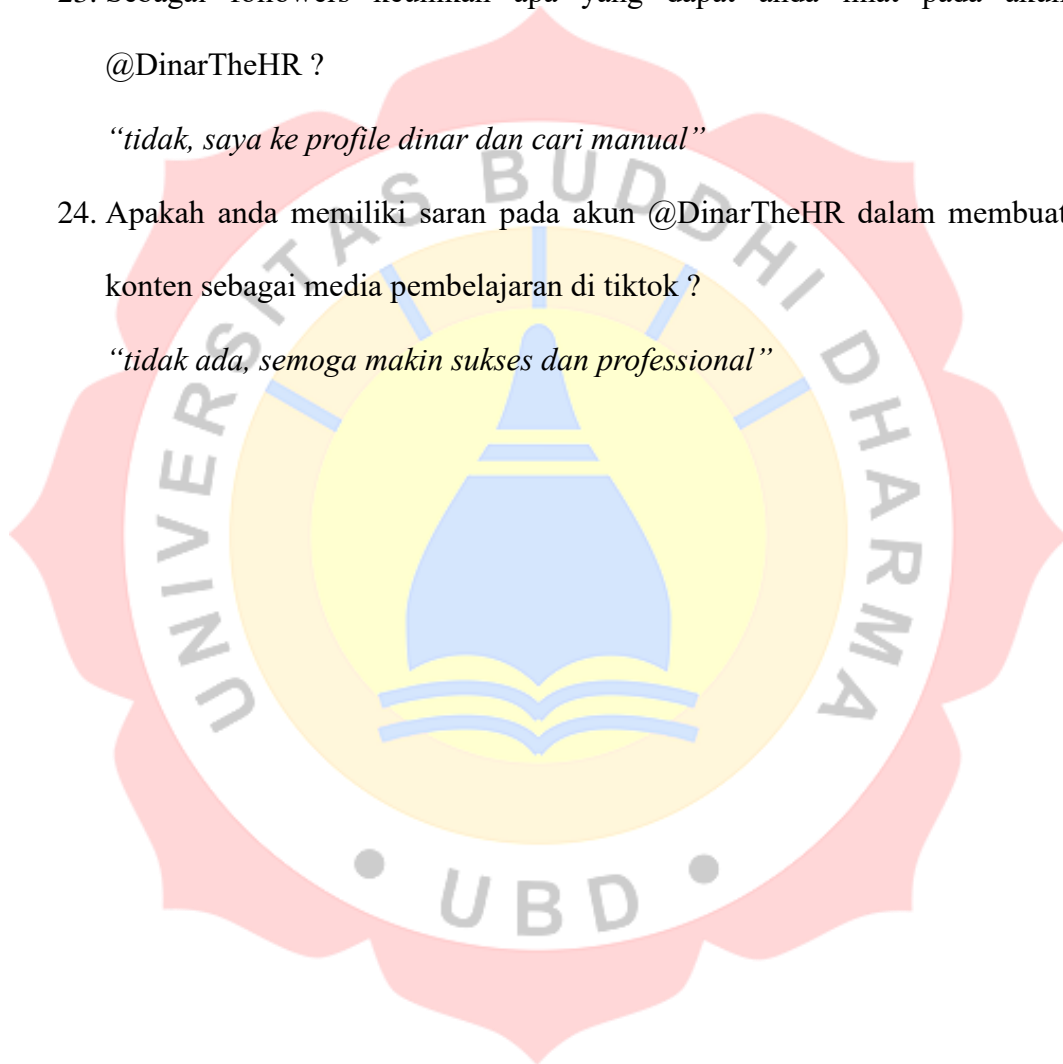 @DinarTheHR ?
“tidak, saya ke profile dinar dan cari manual”
24. Apakah anda memiliki saran pada akun @DinarTheHR dalam membuat
konten sebagai media pembelajaran di tiktok ?
“tidak ada, semoga makin sukses dan professional”
UNIVERSITAS BUDDHI DHARMA
• UBD •